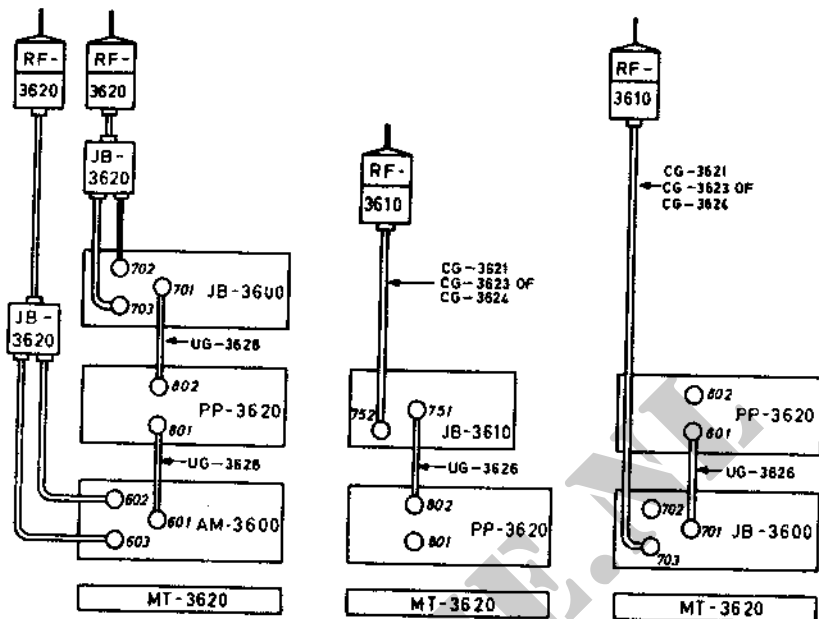 RF-
3620
RF-
3620
JB-
3620
702
701
JB-3600
703
JB-
3620
UG-3626
802
PP-3620
801
UG-3626
602
601
AM-3600
603
MT-3620
RF-
3610
CG-3621
CG-3623 OF
CG-3624
752
751
JB-3610
UG-3626
802
PP-3620
801
MT-3620
RF-
3610
CG-3621
CG-3623 OF
CG-3624
802
PP-3620
801
UG-3626
702
701
JB-3600
703
MT-3620